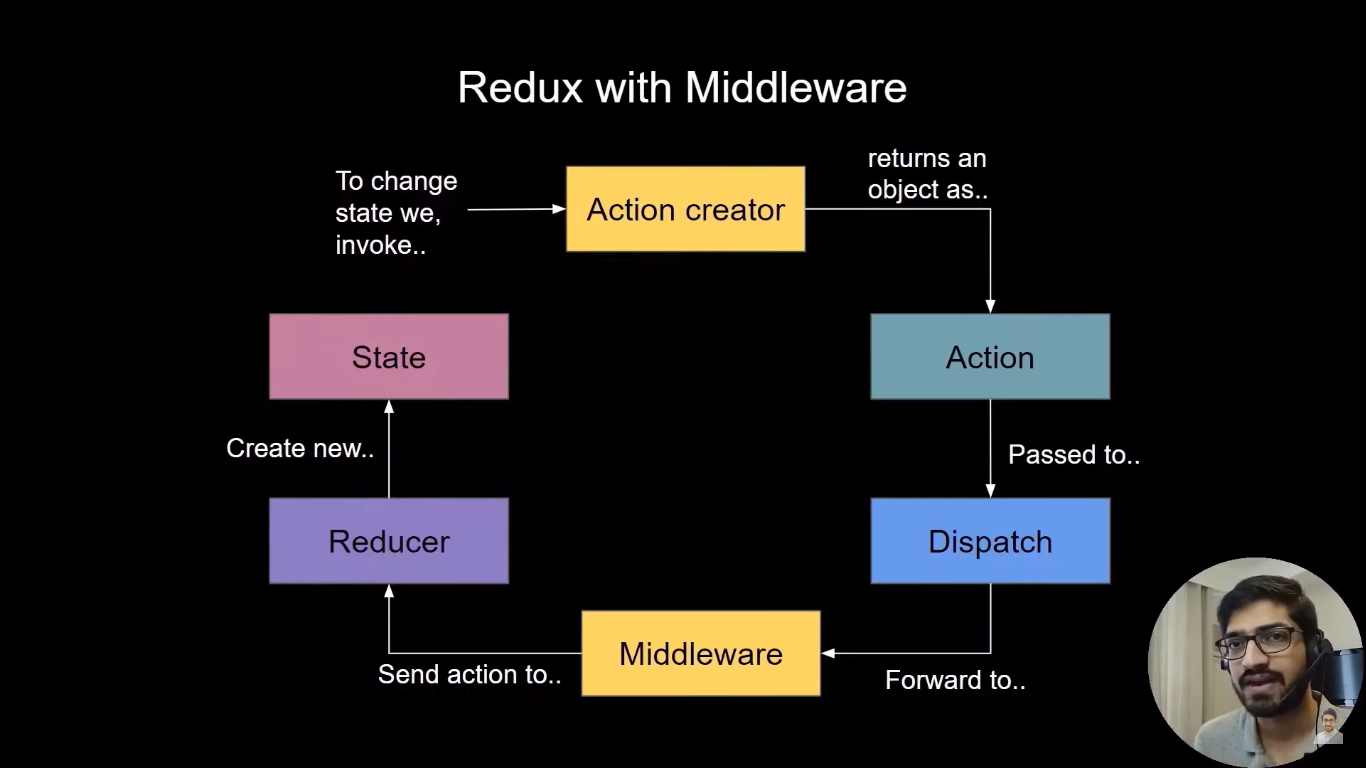 Redux with Middleware
To change
state we,
invoke..
Action creator
returns an
object as..
State
Action
Create new..
Passed to..
Reducer
Dispatch
Middleware
Send action to..
Forward to..